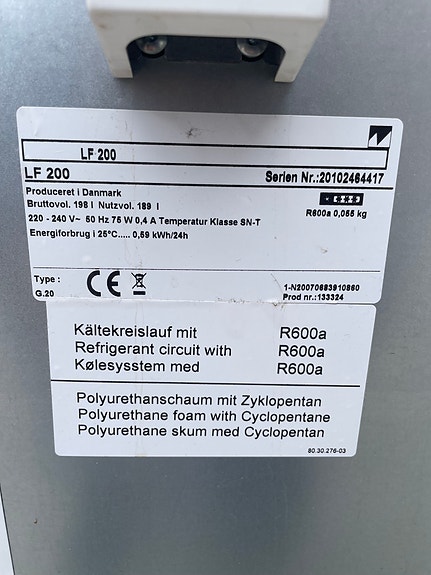 LF 200
LF 200 Serien Nr.:20102464417
Produceret i Danmark
Bruttovol. 198 l Nutzvol. 189 l
R600a 0,055 kg
220 - 240 V~ 50 Hz 75 W 0,4 A Temperatur Klasse SN-T
Energiforbrug i 25°C..... 0,59 kWh/24h
Type :
G.20
CE
1-N20070683910860
Prod nr.:133324
Kältekreislauf mit R600a
Refrigerant circuit with R600a
Kølesysstem med R600a
Polyurethanschaum mit Zyklopentan
Polyurethane foam with Cyclopentane
Polyurethane skum med Cyclopentan
80.30.276-03